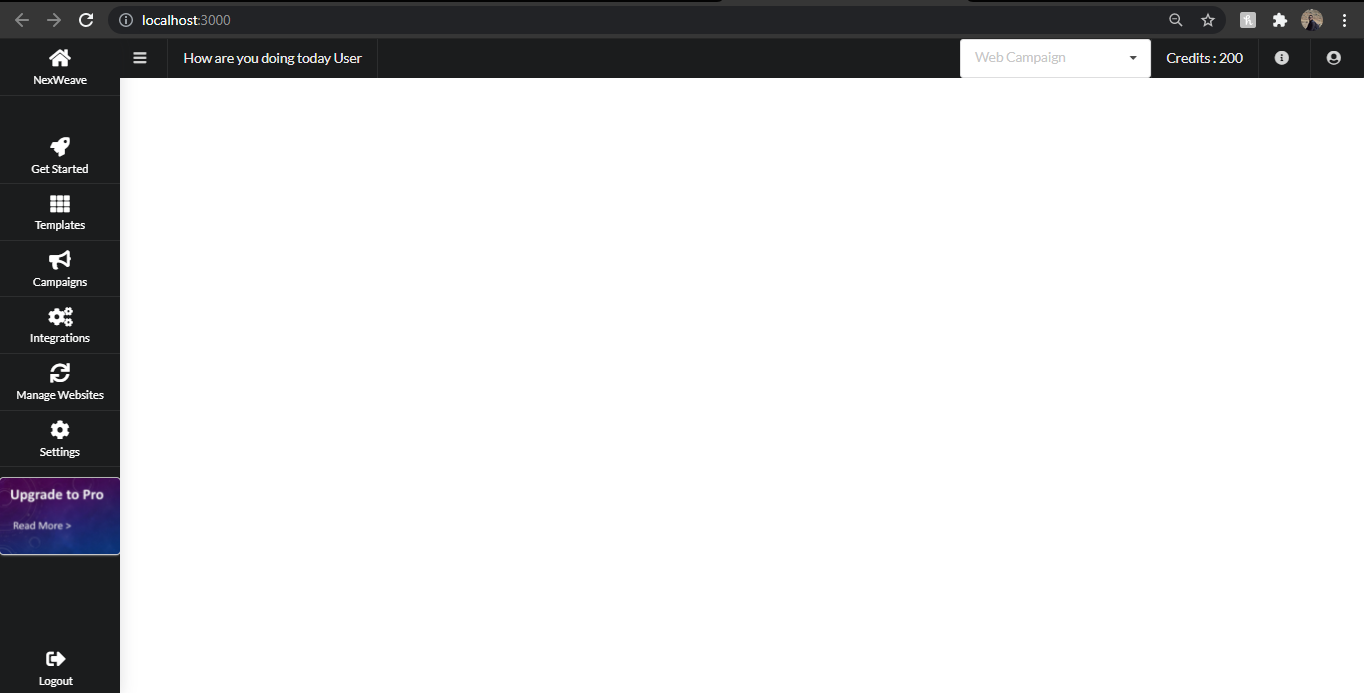 localhost:3000
NexWeave
How are you doing today User
Web Campaign
Credits : 200
Get Started
Templates
Campaigns
Integrations
Manage Websites
Settings
Upgrade to Pro
Read More >
Logout